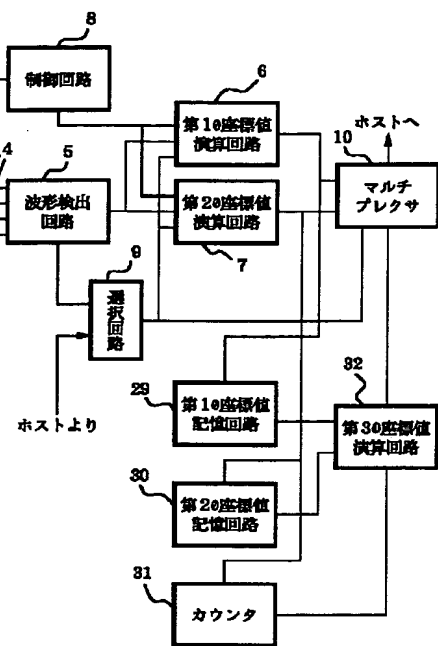 8
制御回路
6
第1の座標値
演算回路
ホストへ
10
マルチ
プレクサ
4
5
波形検出
回路
第2の座標値
演算回路
7
9
選択回路
ホストより
29
第1の座標値
記憶回路
32
第3の座標値
演算回路
30
第2の座標値
記憶回路
31
カウンタ